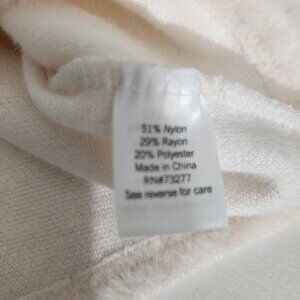 51% Nylon
29% Rayon
20% Polyester
Made in China
RN#73277
See reverse for care